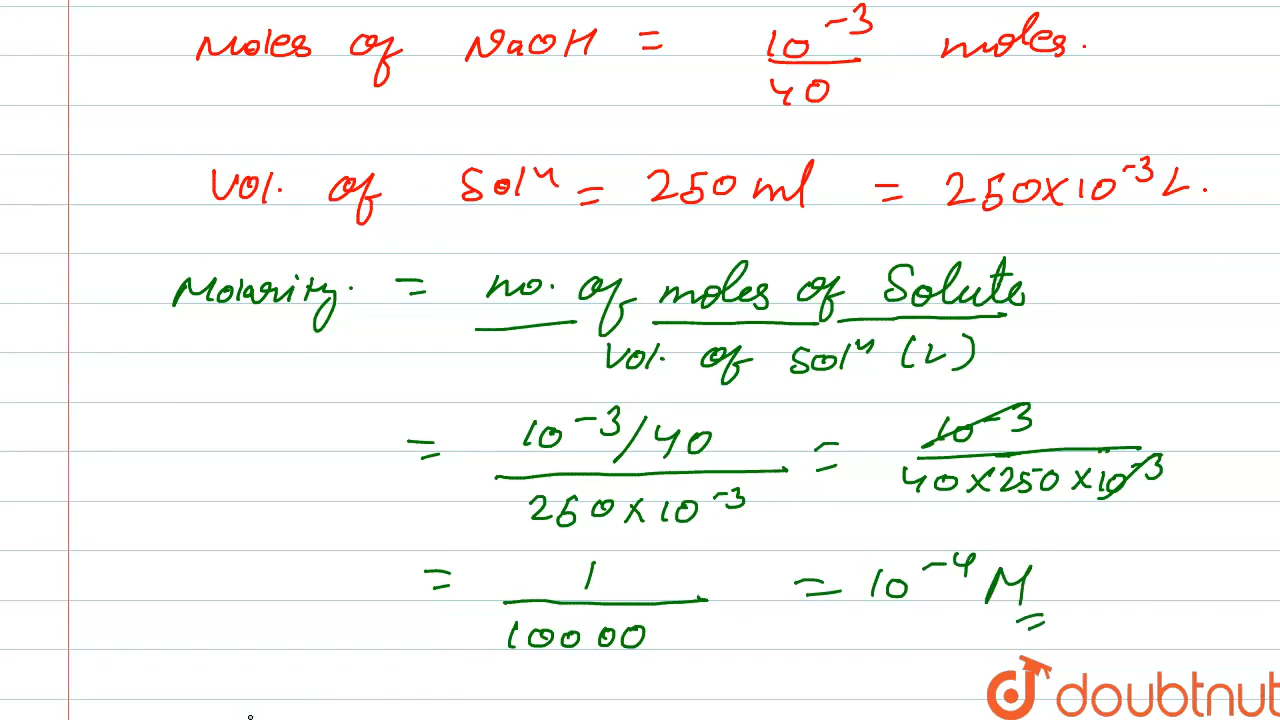 Moles of NaOH = 10⁻³/40 moles.
Vol. of Solⁿ = 250 ml = 250×10⁻³ L.
Molarity. = no. of moles of Solute / Vol. of Solⁿ (L)
= 10⁻³/40 / 250×10⁻³ = 10⁻³ / 40×250×10⁻³
= 1/10000 = 10⁻⁴ M
doubtnut